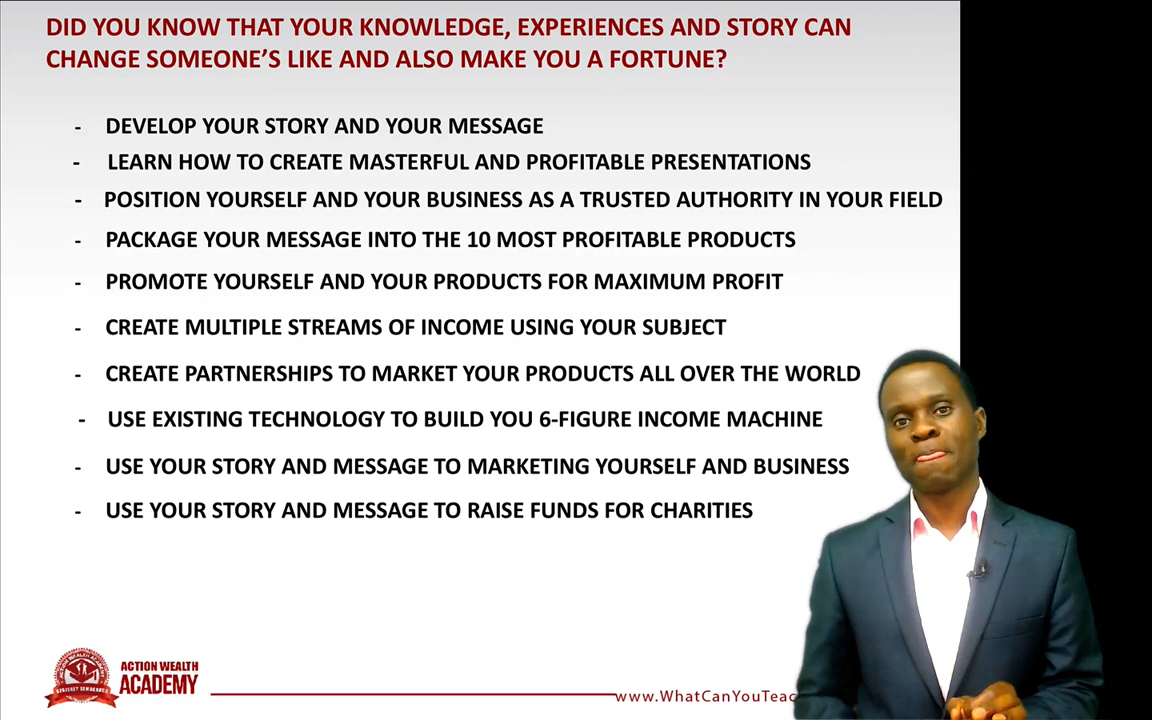 DID YOU KNOW THAT YOUR KNOWLEDGE, EXPERIENCES AND STORY CAN
CHANGE SOMEONE'S LIKE AND ALSO MAKE YOU A FORTUNE?
- DEVELOP YOUR STORY AND YOUR MESSAGE
- LEARN HOW TO CREATE MASTERFUL AND PROFITABLE PRESENTATIONS
- POSITION YOURSELF AND YOUR BUSINESS AS A TRUSTED AUTHORITY IN YOUR FIELD
- PACKAGE YOUR MESSAGE INTO THE 10 MOST PROFITABLE PRODUCTS
- PROMOTE YOURSELF AND YOUR PRODUCTS FOR MAXIMUM PROFIT
- CREATE MULTIPLE STREAMS OF INCOME USING YOUR SUBJECT
- CREATE PARTNERSHIPS TO MARKET YOUR PRODUCTS ALL OVER THE WORLD
- USE EXISTING TECHNOLOGY TO BUILD YOU 6-FIGURE INCOME MACHINE
- USE YOUR STORY AND MESSAGE TO MARKETING YOURSELF AND BUSINESS
- USE YOUR STORY AND MESSAGE TO RAISE FUNDS FOR CHARITIES
ACTION WEALTH
ACADEMY
www.WhatCanYouTeac